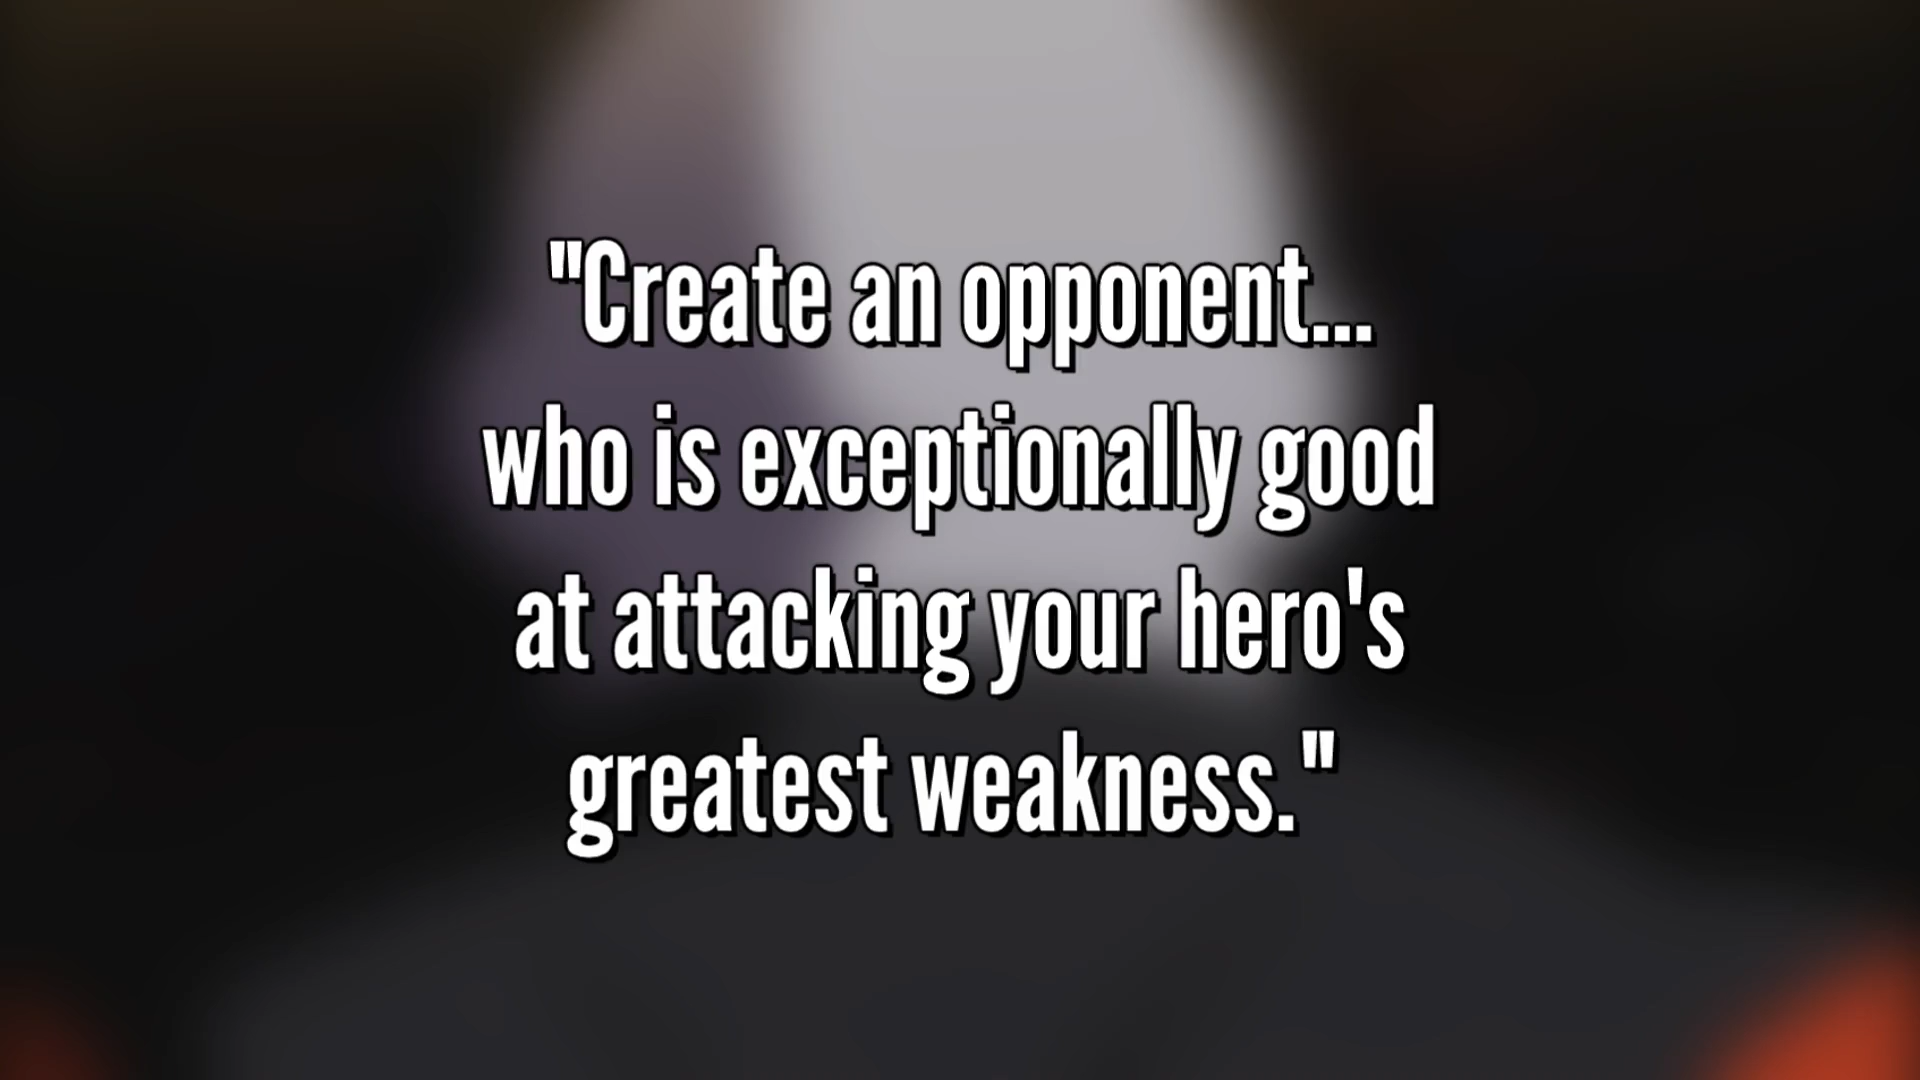 "Create an opponent...
who is exceptionally good
at attacking your hero's
greatest weakness."